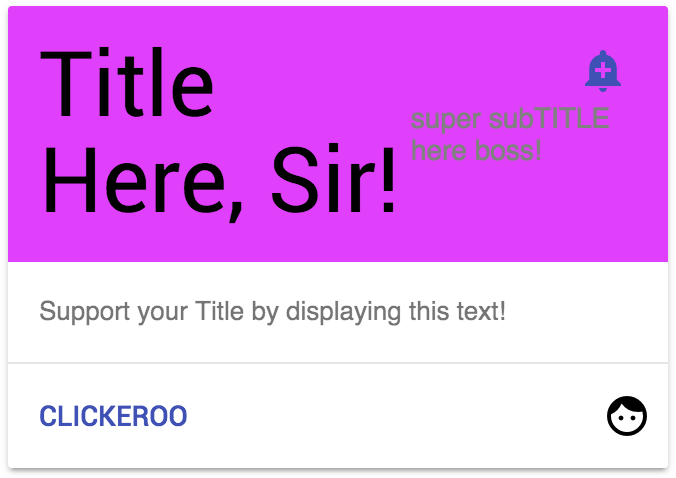 Title
Here, Sir!
super subTITLE
here boss!
Support your Title by displaying this text!
CLICKEROO